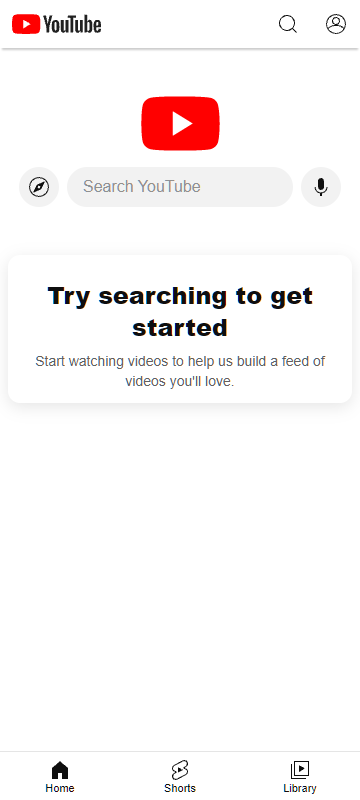 YouTube
Search YouTube
Try searching to get
started
Start watching videos to help us build a feed of
videos you'll love.
Home
Shorts
Library